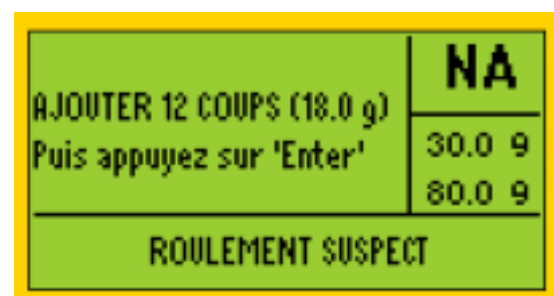 AJOUTER 12 COUPS (18.0 g)
Puis appuyez sur 'Enter'
NA
30.0 g
80.0 g
ROULEMENT SUSPECT